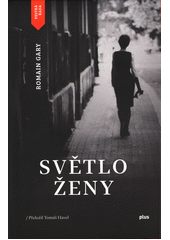 ROMAIN GARY
SVĚTLO
ŽENY
/ Přeložil Tomáš Havel
plus